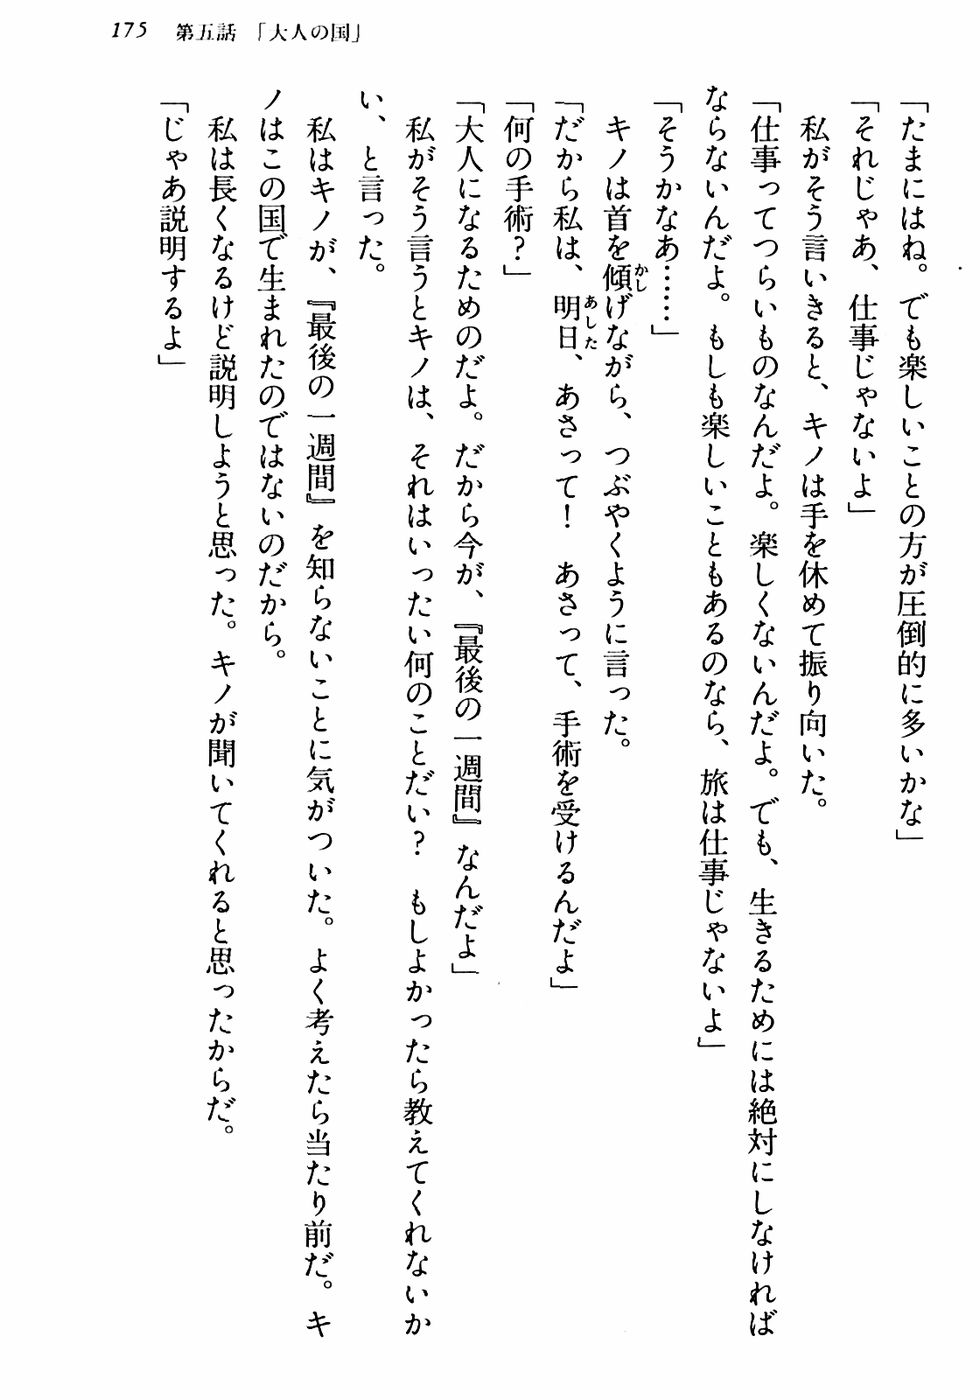 175 第五話 「大人の国」
「たまにはね。でも楽しいことの方が圧倒的に多いかな」
「それじゃあ、仕事じゃないよ」
私がそう言いきると、キノは手を休めて振り向いた。
「仕事ってつらいものなんだよ。楽しくないんだよ。でも、生きるためには絶対にしなければ
ならないんだよ。もしも楽しいこともあるのなら、旅は仕事じゃないよ」
「そうかなあ……」
キノは首を傾げながら、つぶやくように言った。
「だから私は、明日、あさって！　あさって、手術を受けるんだよ」
「何の手術？」
「大人になるためのだよ。だから今が、『最後の一週間』なんだよ」
私がそう言うとキノは、それはいったい何のことだい？　もしよかったら教えてくれないか
い、と言った。
私はキノが、『最後の一週間』を知らないことに気がついた。よく考えたら当たり前だ。キ
ノはこの国で生まれたのではないのだから。
私は長くなるけど説明しようと思った。キノが聞いてくれると思ったからだ。
「じゃあ説明するよ」